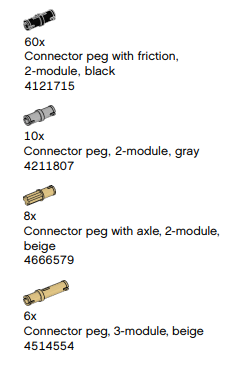 60x
Connector peg with friction,
2-module, black
4121715
10x
Connector peg, 2-module, gray
4211807
8x
Connector peg with axle, 2-module,
beige
4666579
6x
Connector peg, 3-module, beige
4514554